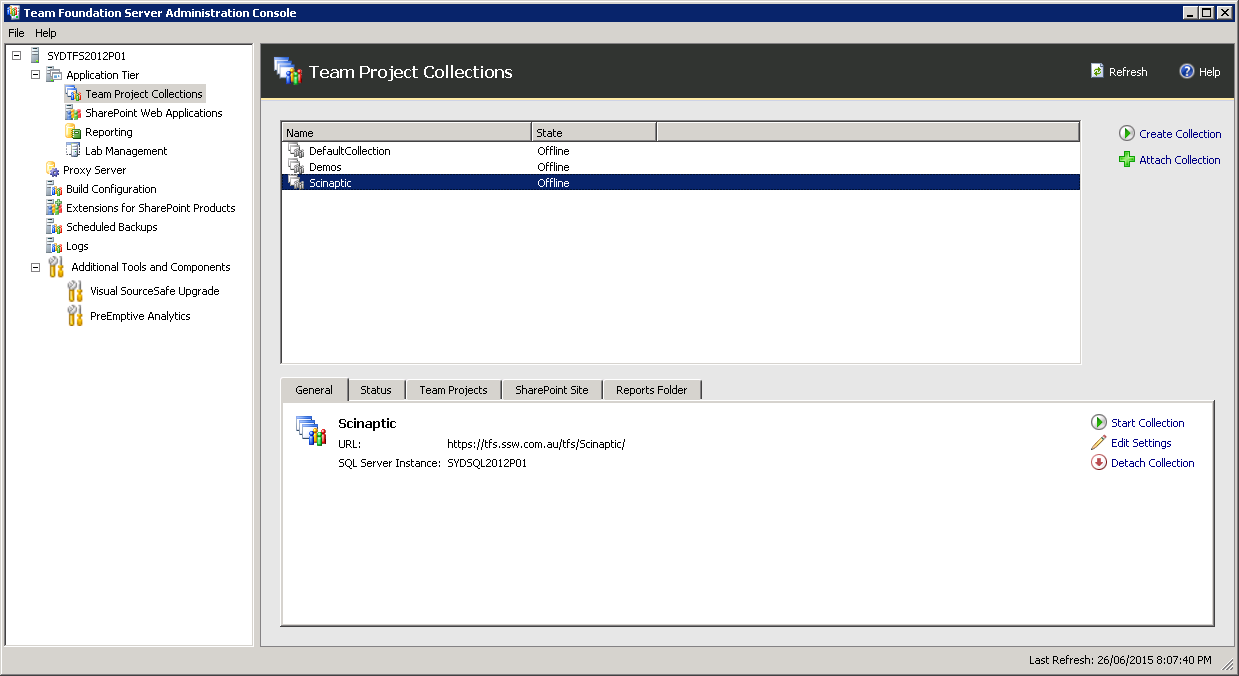 Team Foundation Server Administration Console
File Help
SYDTFS2012P01
Application Tier
Team Project Collections
SharePoint Web Applications
Reporting
Lab Management
Proxy Server
Build Configuration
Extensions for SharePoint Products
Scheduled Backups
Logs
Additional Tools and Components
Visual SourceSafe Upgrade
PreEmptive Analytics
Team Project Collections
Refresh
Help
Name State
DefaultCollection Offline
Demos Offline
Scinaptic Offline
Create Collection
Attach Collection
General Status Team Projects SharePoint Site Reports Folder
Scinaptic
URL: https://tfs.ssw.com.au/tfs/Scinaptic/
SQL Server Instance: SYDSQL2012P01
Start Collection
Edit Settings
Detach Collection
Last Refresh: 26/06/2015 8:07:40 PM